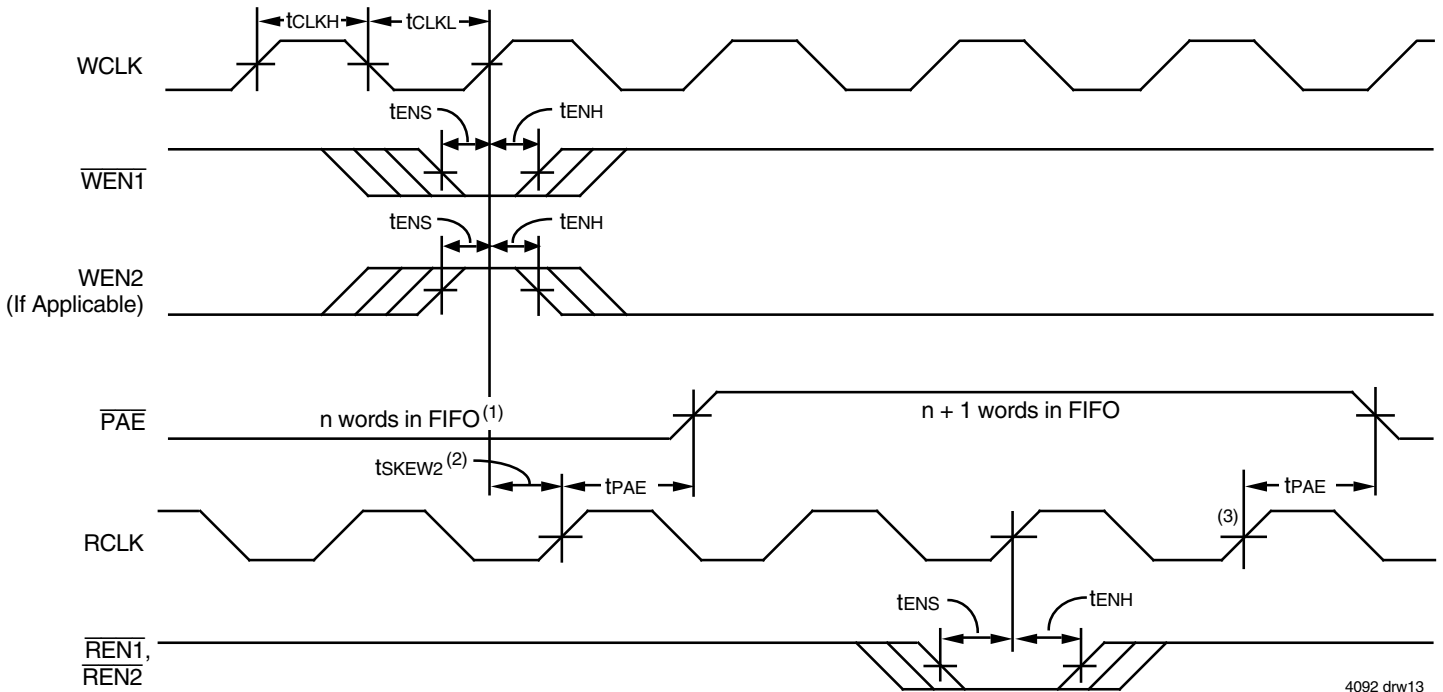 tCLKH
tCLKL
WCLK
tENS
tENH
WEN1
tENS
tENH
WEN2
(If Applicable)
PAE
n words in FIFO(1)
n + 1 words in FIFO
tSKEW2(2)
tPAE
tPAE
(3)
RCLK
tENS
tENH
REN1,
REN2
4092 drw13